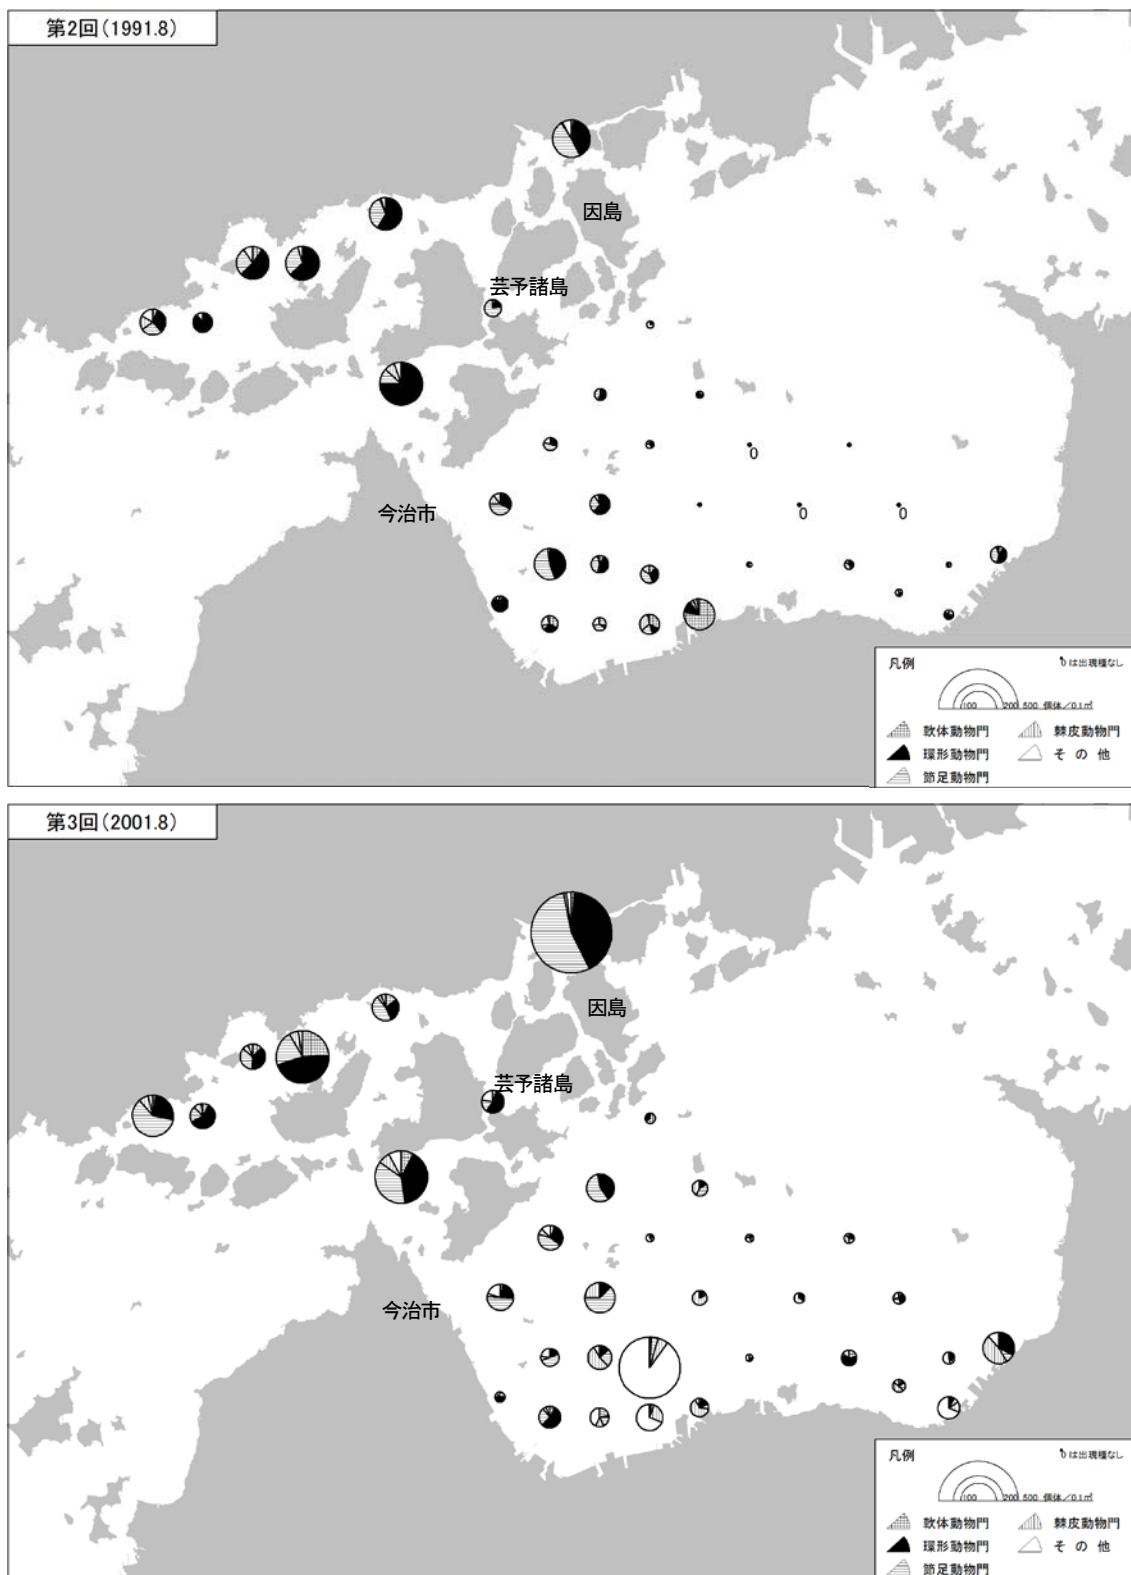 第2回(1991.8)
因島
芸予諸島
0
今治市
0
0
凡例
0は出現種なし
100 200 500 個体/0.1㎡
軟体動物門
棘皮動物門
環形動物門
その他
節足動物門
第3回(2001.8)
因島
芸予諸島
今治市
凡例
0は出現種なし
100 200 500 個体/0.1㎡
軟体動物門
棘皮動物門
環形動物門
その他
節足動物門